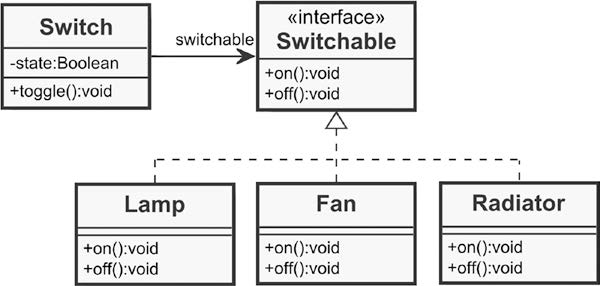 Switch
-state:Boolean
+toggle():void
switchable
«interface»
Switchable
+on():void
+off():void
Lamp
+on():void
+off():void
Fan
+on():void
+off():void
Radiator
+on():void
+off():void